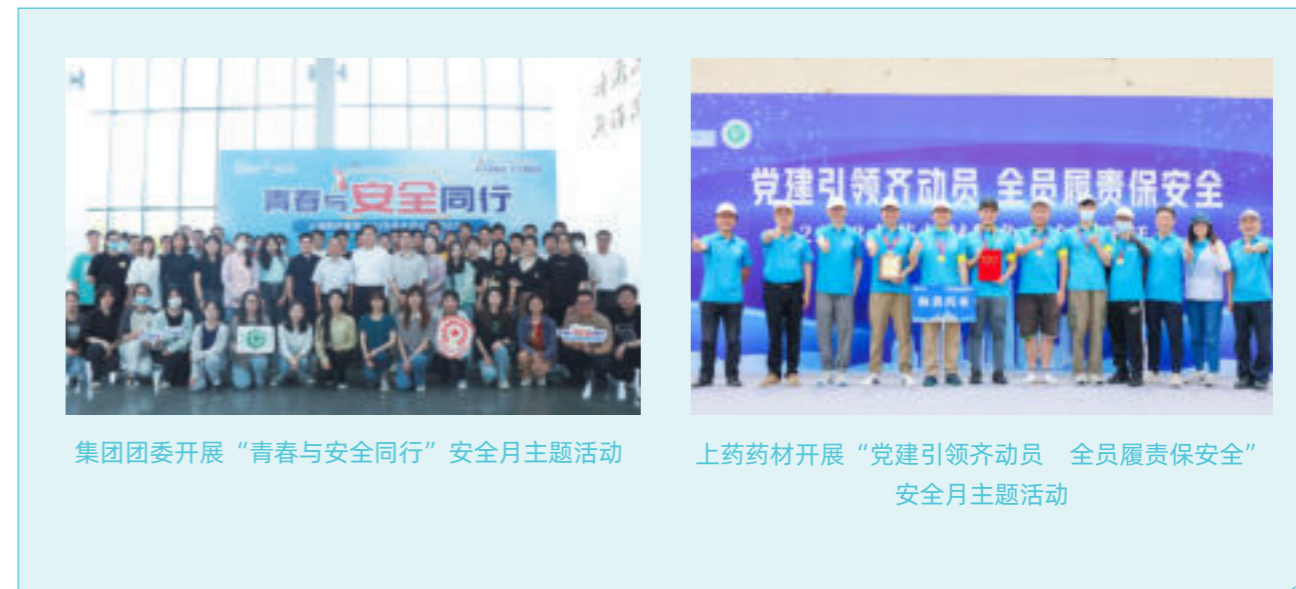 青春与安全同行
党建引领齐动员 全员履责保安全
集团团委开展“青春与安全同行”安全月主题活动
上药药材开展“党建引领齐动员 全员履责保安全”
安全月主题活动